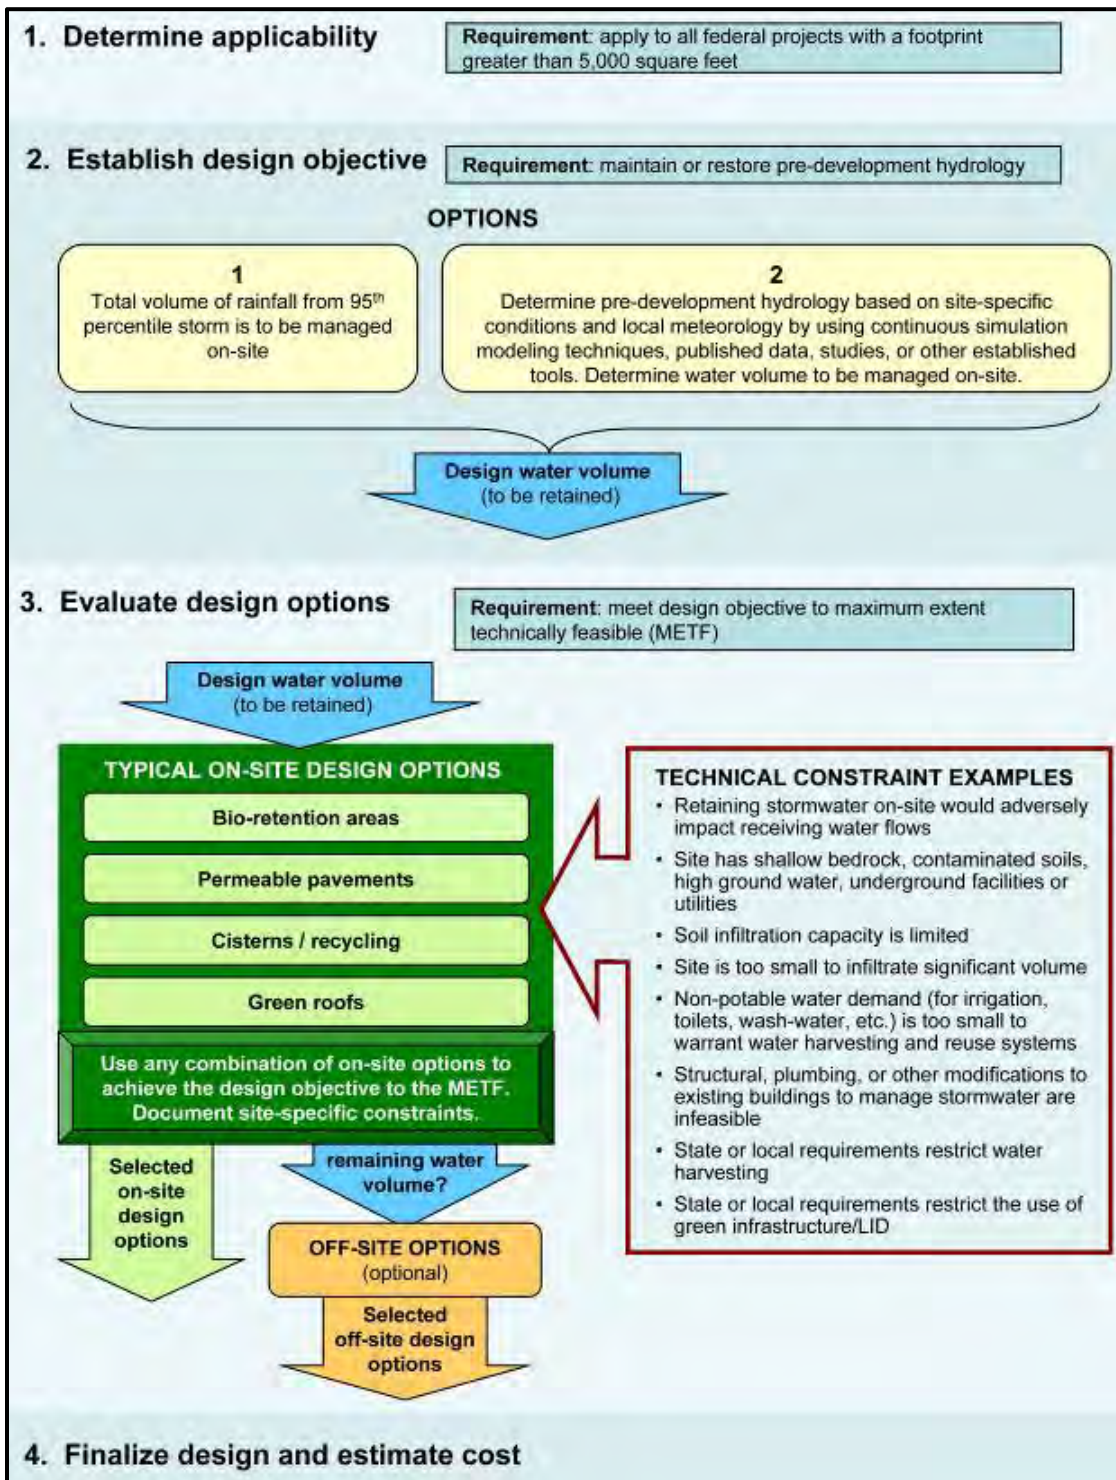 1. Determine applicability
Requirement: apply to all federal projects with a footprint
greater than 5,000 square feet
2. Establish design objective
Requirement: maintain or restore pre-development hydrology
OPTIONS
1
Total volume of rainfall from 95th
percentile storm is to be managed
on-site
2
Determine pre-development hydrology based on site-specific
conditions and local meteorology by using continuous simulation
modeling techniques, published data, studies, or other established
tools. Determine water volume to be managed on-site.
Design water volume
(to be retained)
3. Evaluate design options
Requirement: meet design objective to maximum extent
technically feasible (METF)
Design water volume
(to be retained)
TYPICAL ON-SITE DESIGN OPTIONS
Bio-retention areas
Permeable pavements
Cisterns / recycling
Green roofs
Use any combination of on-site options to
achieve the design objective to the METF.
Document site-specific constraints.
Selected
on-site
design
options
remaining water
volume?
OFF-SITE OPTIONS
(optional)
Selected
off-site design
options
TECHNICAL CONSTRAINT EXAMPLES
• Retaining stormwater on-site would adversely
impact receiving water flows
• Site has shallow bedrock, contaminated soils,
high ground water, underground facilities or
utilities
• Soil infiltration capacity is limited
• Site is too small to infiltrate significant volume
• Non-potable water demand (for irrigation,
toilets, wash-water, etc.) is too small to
warrant water harvesting and reuse systems
• Structural, plumbing, or other modifications to
existing buildings to manage stormwater are
infeasible
• State or local requirements restrict water
harvesting
• State or local requirements restrict the use of
green infrastructure/LID
4. Finalize design and estimate cost